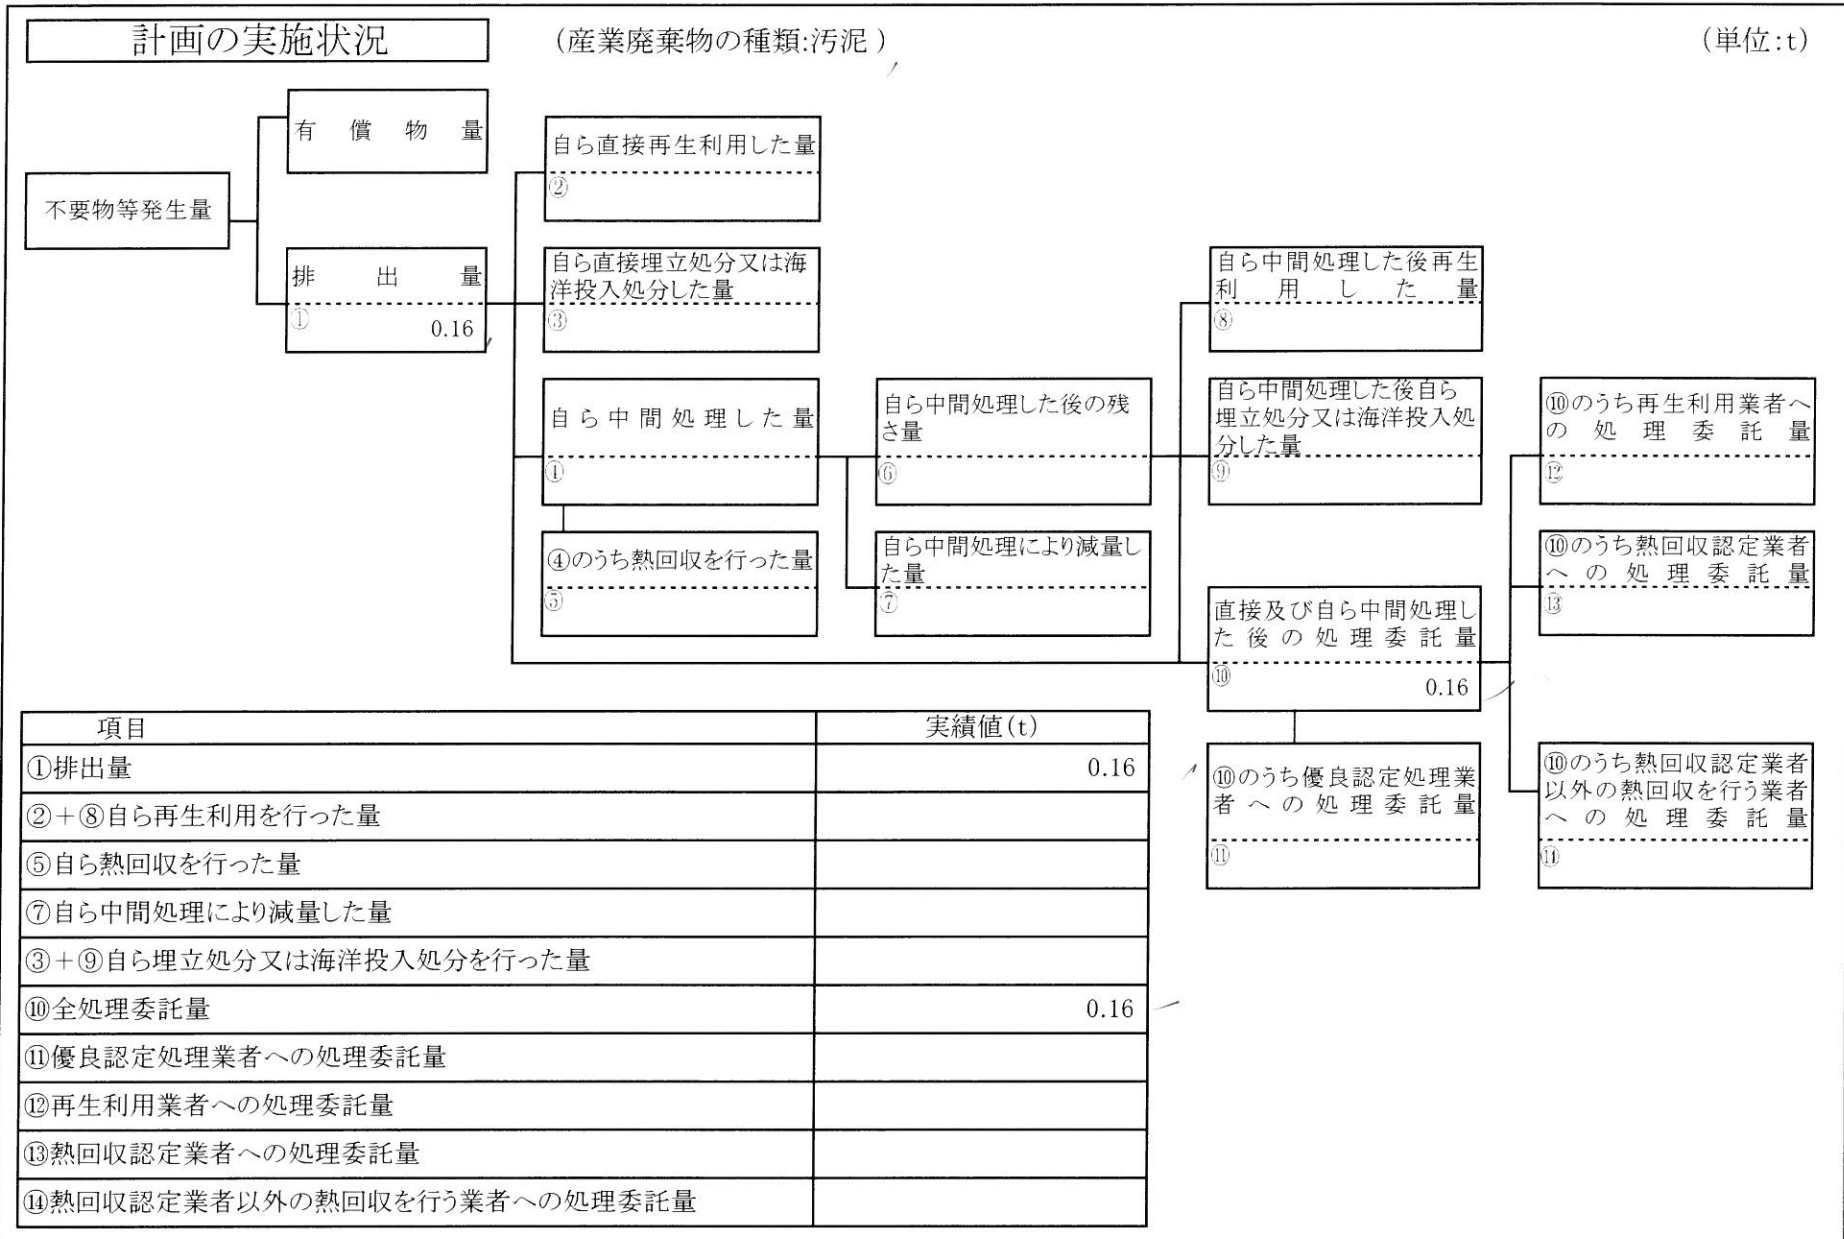 計画の実施状況
(産業廃棄物の種類:汚泥 )
(単位:t)
有償物量
不要物等発生量
排出量
①
0.16
自ら直接再生利用した量
②
自ら直接埋立処分又は海
洋投入処分した量
③
自ら中間処理した量
④
④のうち熱回収を行った量
⑤
自ら中間処理した後の残
さ量
⑥
自ら中間処理により減量し
た量
⑦
自ら中間処理した後再生
利用した量
⑧
自ら中間処理した後自ら
埋立処分又は海洋投入処
分した量
⑨
直接及び自ら中間処理し
た後の処理委託量
⑩
0.16
⑩のうち優良認定処理業
者への処理委託量
⑪
⑩のうち再生利用業者へ
の処理委託量
⑫
⑩のうち熱回収認定業者
への処理委託量
⑬
⑩のうち熱回収認定業者
以外の熱回収を行う業者
への処理委託量
⑭
項目 実績値(t)
①排出量 0.16
②+⑧自ら再生利用を行った量
⑤自ら熱回収を行った量
⑦自ら中間処理により減量した量
③+⑨自ら埋立処分又は海洋投入処分を行った量
⑩全処理委託量 0.16
⑪優良認定処理業者への処理委託量
⑫再生利用業者への処理委託量
⑬熱回収認定業者への処理委託量
⑭熱回収認定業者以外の熱回収を行う業者への処理委託量